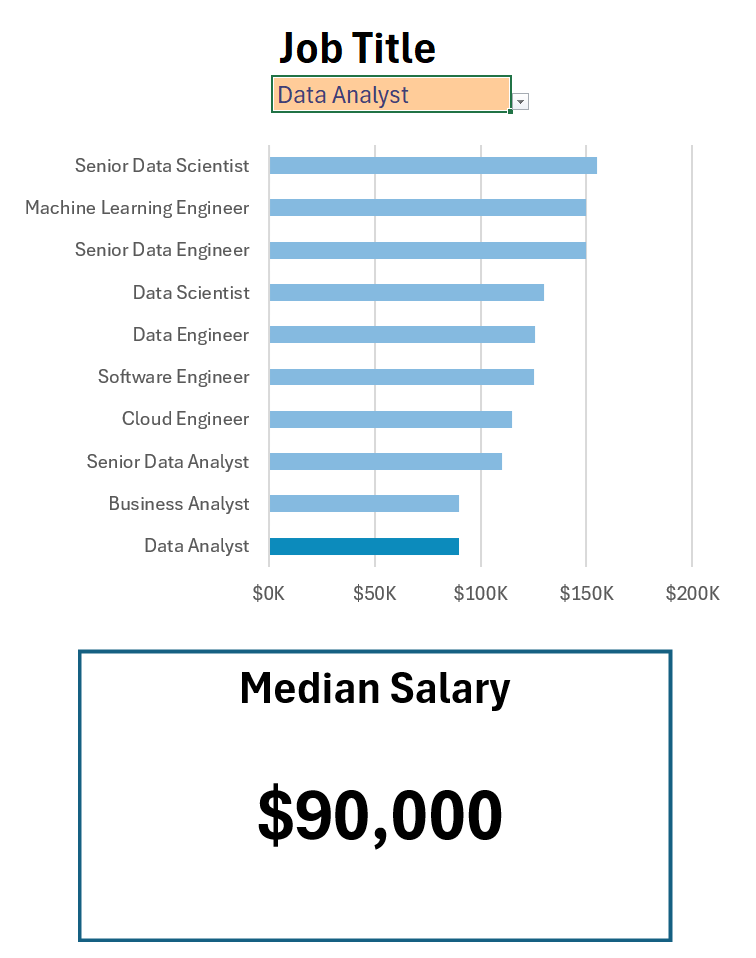 Job Title
Data Analyst
Senior Data Scientist
Machine Learning Engineer
Senior Data Engineer
Data Scientist
Data Engineer
Software Engineer
Cloud Engineer
Senior Data Analyst
Business Analyst
Data Analyst
$0K $50K $100K $150K $200K
Median Salary
$90,000